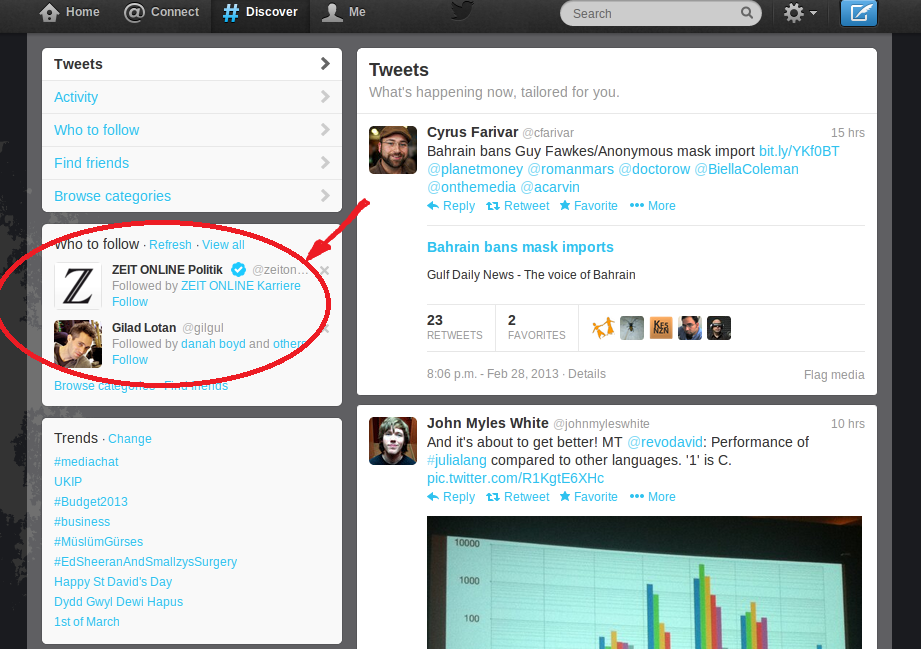 Home Connect Discover Me Search
Tweets
Activity
Who to follow
Find friends
Browse categories
Who to follow · Refresh · View all
ZEIT ONLINE Politik @zeiton...
Followed by ZEIT ONLINE Karriere
Follow
Gilad Lotan @gilgul
Followed by danah boyd and others
Follow
Browse categories · Find friends
Trends · Change
#mediachat
UKIP
#Budget2013
#business
#MüslümGürses
#EdSheeranAndSmallzysSurgery
Happy St David's Day
Dydd Gwyl Dewi Hapus
1st of March
Tweets
What's happening now, tailored for you.
Cyrus Farivar @cfarivar 15 hrs
Bahrain bans Guy Fawkes/Anonymous mask import bit.ly/YKf0BT
@planetmoney @romanmars @doctorow @BiellaColeman
@onthemedia @acarvin
Reply Retweet Favorite More
Bahrain bans mask imports
Gulf Daily News - The voice of Bahrain
23 2
RETWEETS FAVORITES
KFS
NZN
8:06 p.m. - Feb 28, 2013 · Details Flag media
John Myles White @johnmyleswhite 10 hrs
And it's about to get better! MT @revodavid: Performance of
#julialang compared to other languages. '1' is C.
pic.twitter.com/R1KgtE6XHc
Reply Retweet Favorite More
10000
1000
100